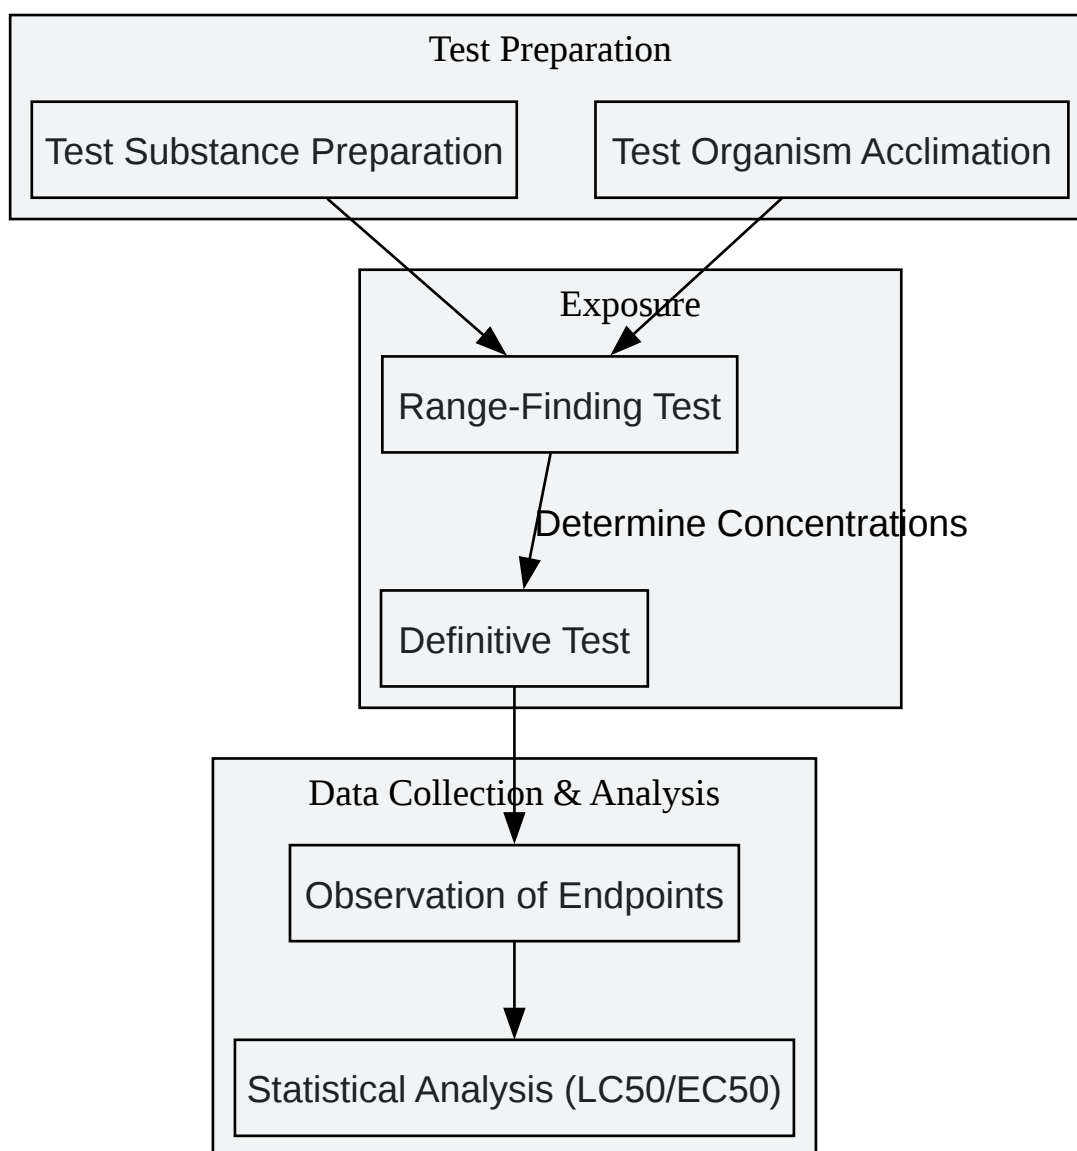 Test Preparation
Test Substance Preparation
Test Organism Acclimation
Exposure
Range-Finding Test
Determine Concentrations
Definitive Test
Data Collection & Analysis
Observation of Endpoints
Statistical Analysis (LC50/EC50)